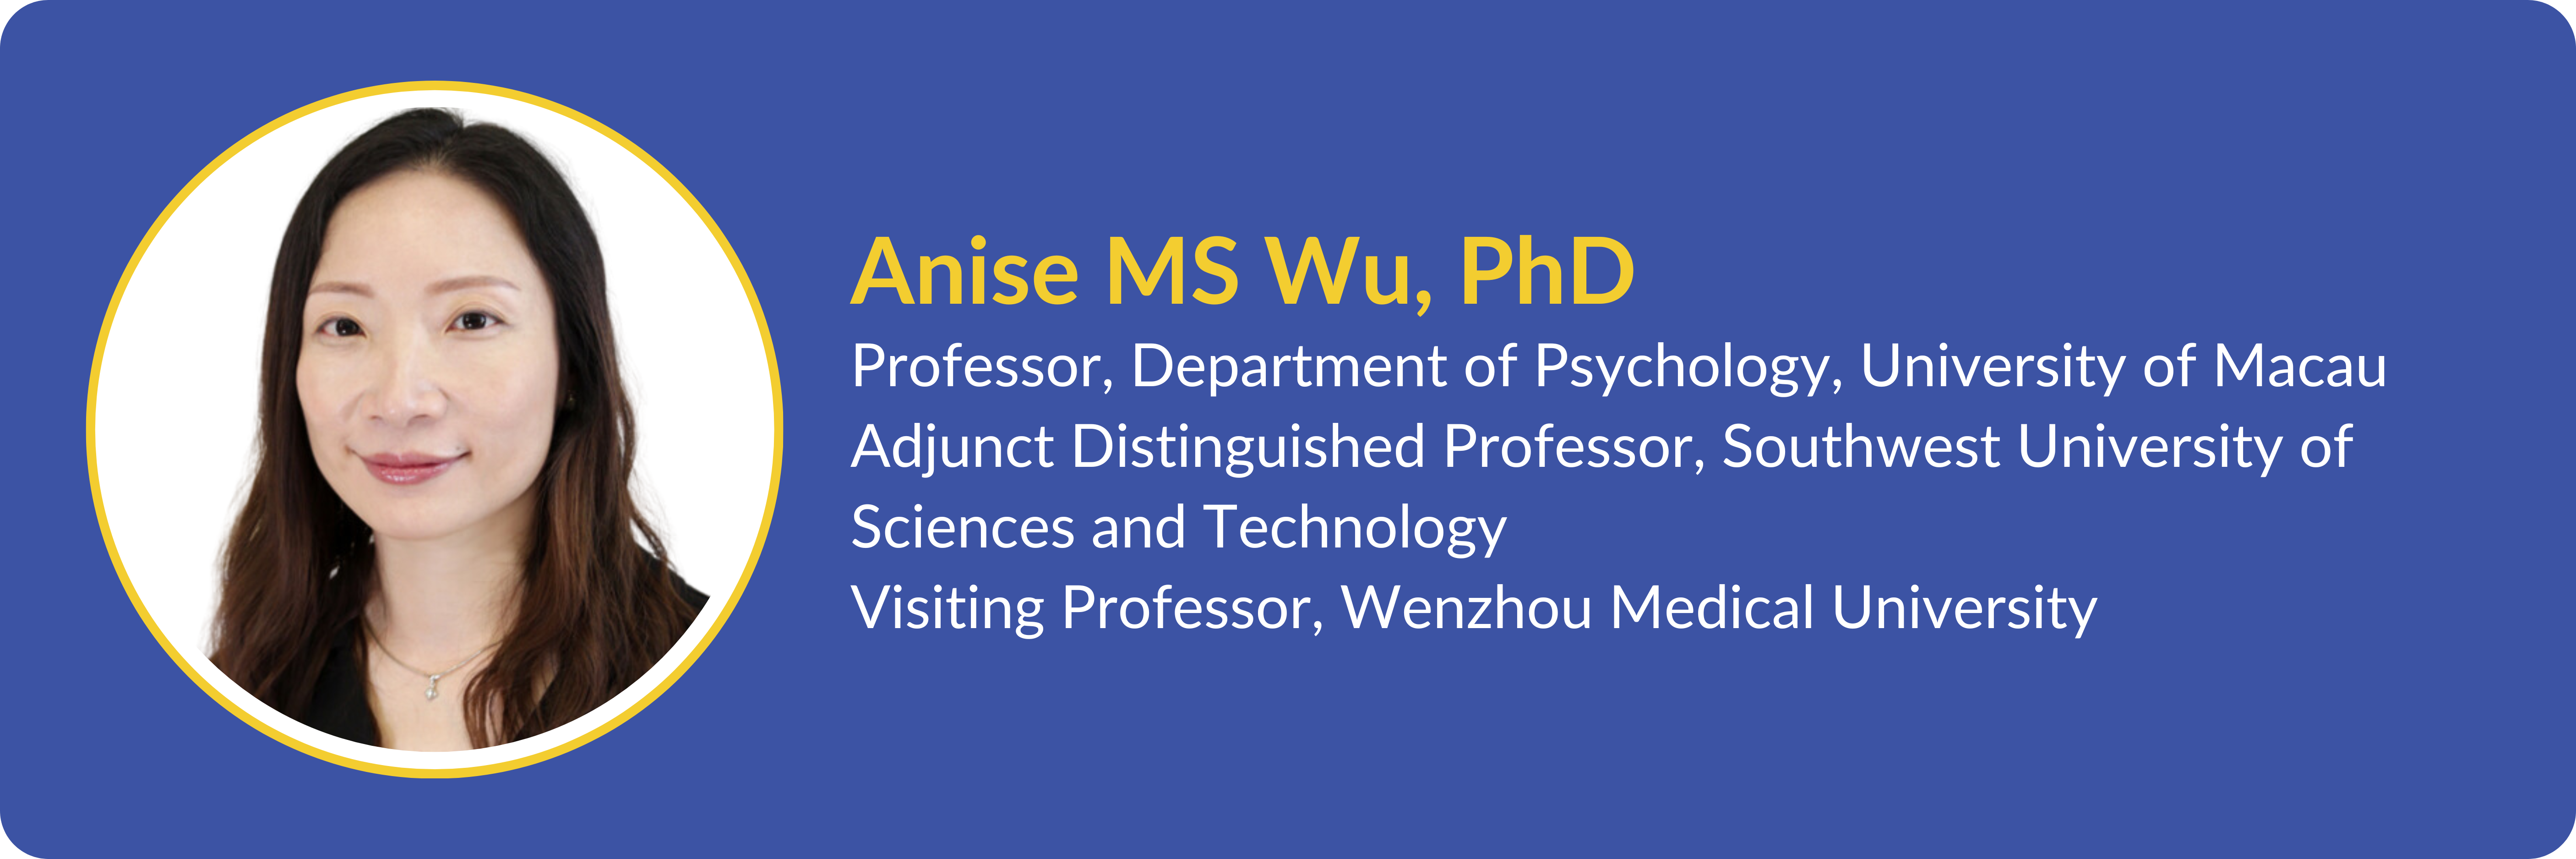 Anise MS Wu, PhD
Professor, Department of Psychology, University of Macau
Adjunct Distinguished Professor, Southwest University of
Sciences and Technology
Visiting Professor, Wenzhou Medical University